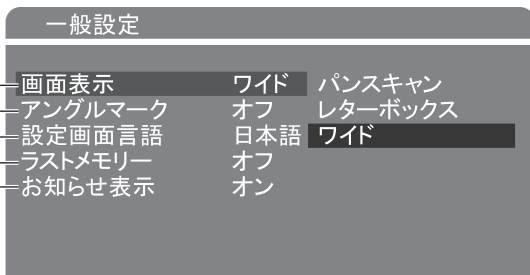 一般設定
画面表示 ワイド パンスキャン
アングルマーク オフ レターボックス
設定画面言語 日本語 ワイド
ラストメモリー オフ
お知らせ表示 オン